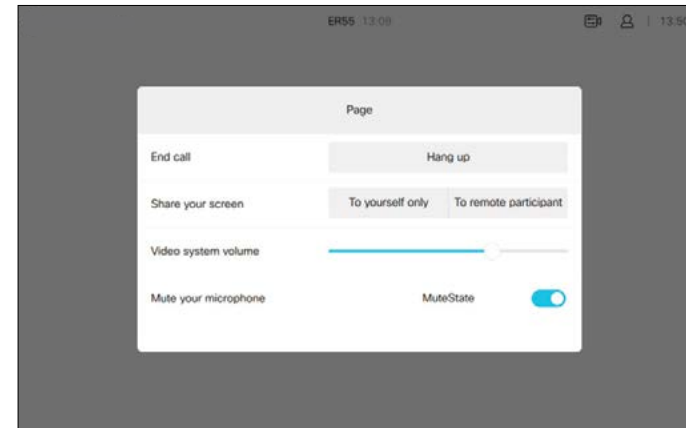 ER55 13:09
13:50
Page
End call
Hang up
Share your screen
To yourself only
To remote participant
Video system volume
Mute your microphone
MuteState